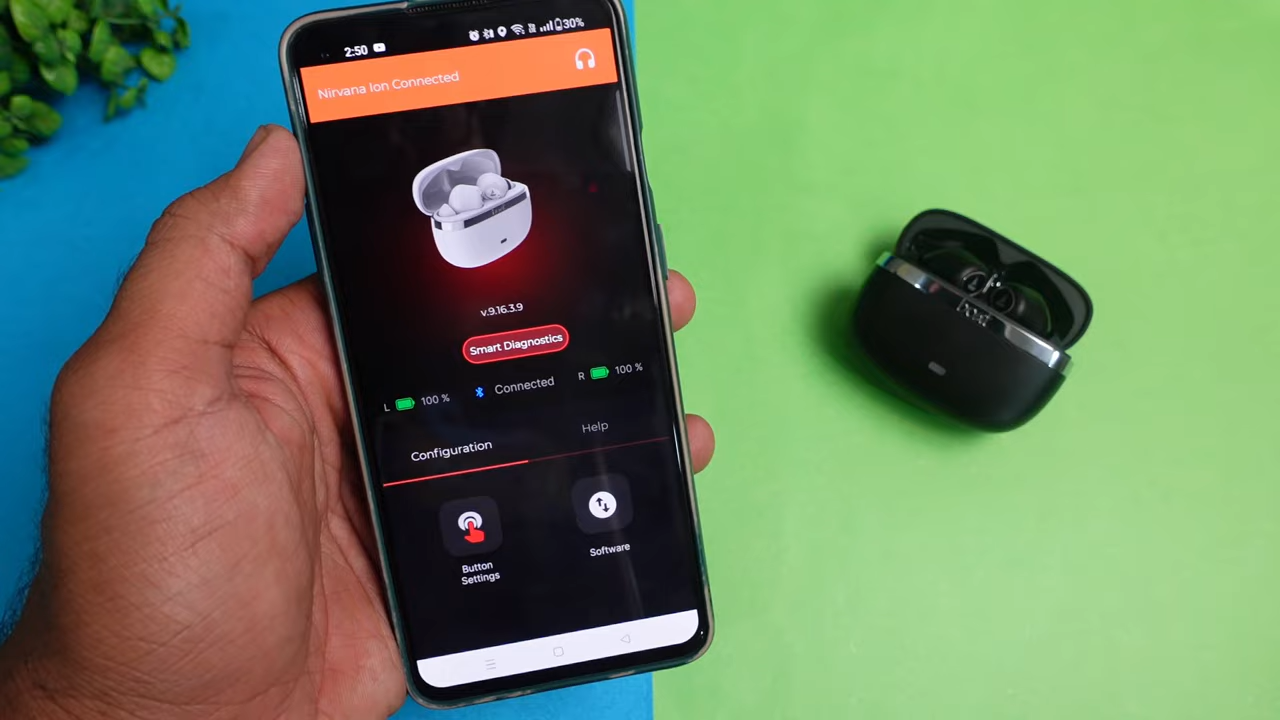 2:50
30%
Nirvana Ion Connected
v.9.16.3.9
Smart Diagnostics
L 100 %
Connected
R 100 %
Configuration
Help
Button
Settings
Software
boat